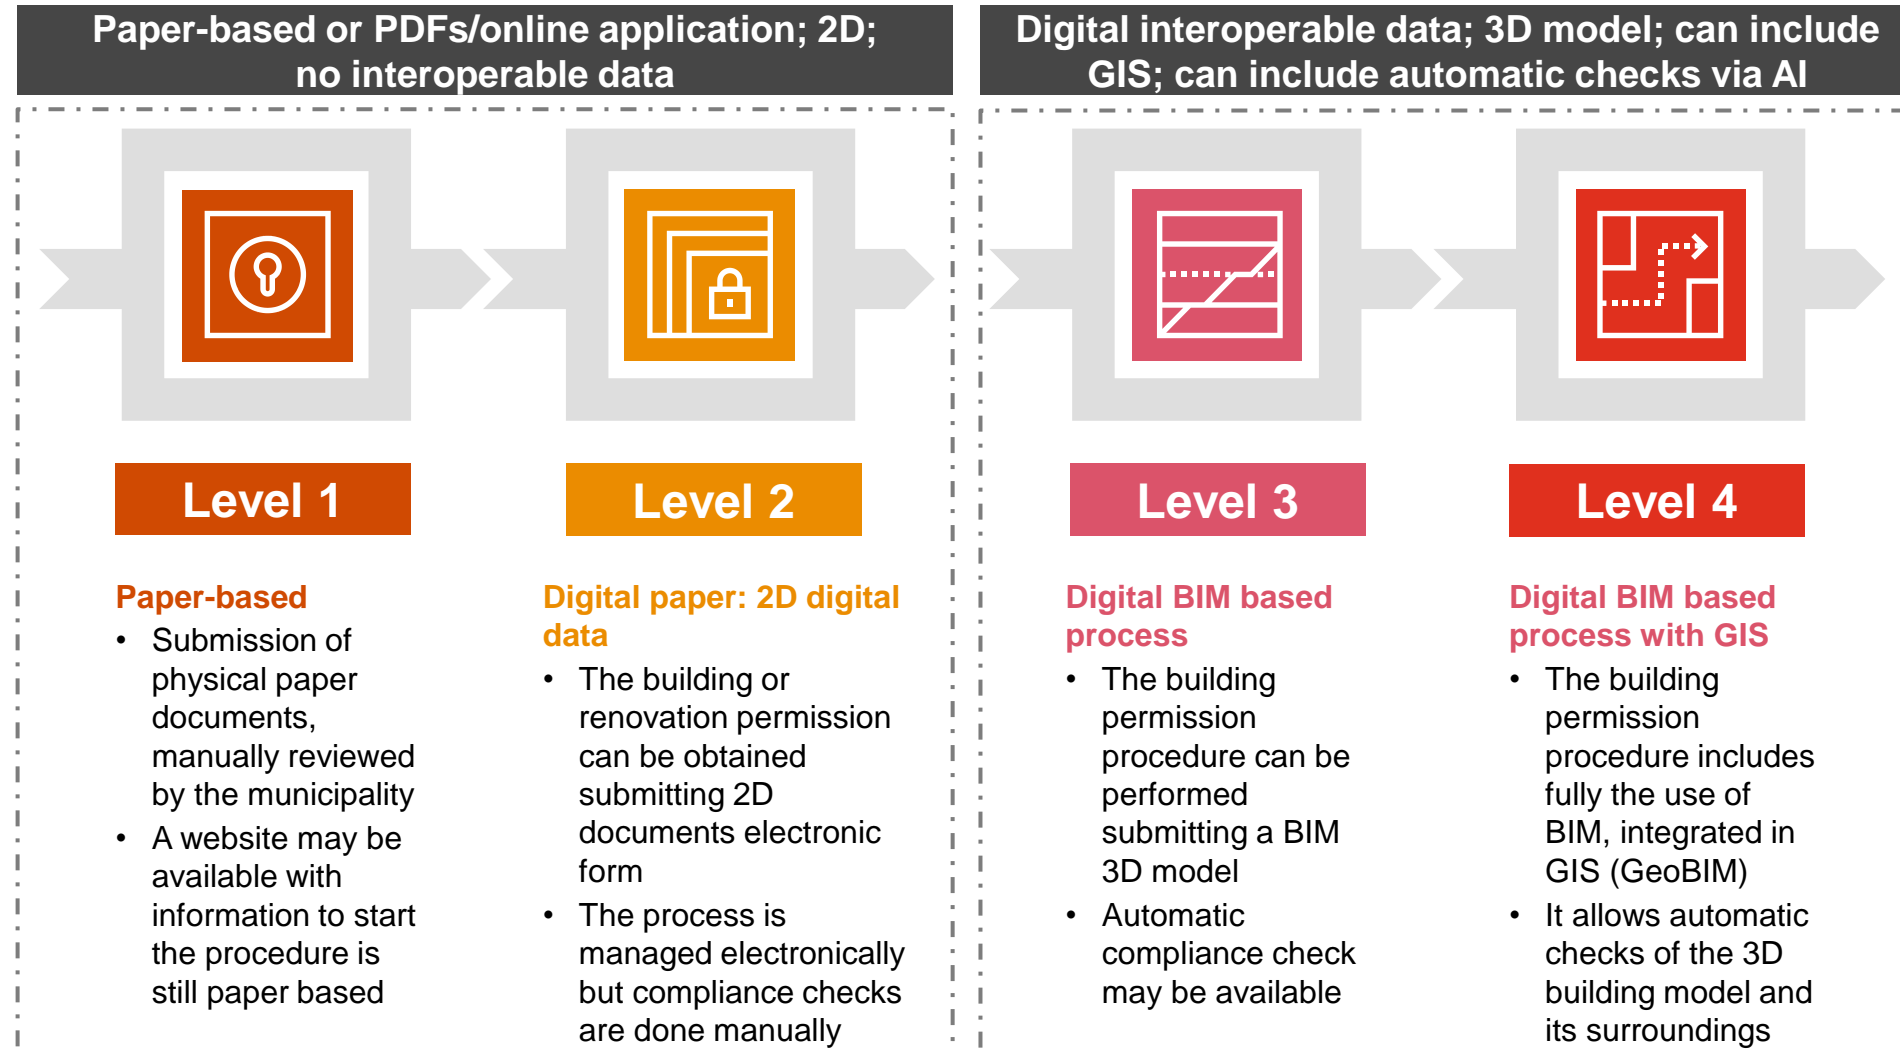 Paper-based or PDFs/online application; 2D;
no interoperable data
Digital interoperable data; 3D model; can include
GIS; can include automatic checks via AI
Level 1
Paper-based
• Submission of
physical paper
documents,
manually reviewed
by the municipality
• A website may be
available with
information to start
the procedure is
still paper based
Level 2
Digital paper: 2D digital
data
• The building or
renovation permission
can be obtained
submitting 2D
documents electronic
form
• The process is
managed electronically
but compliance checks
are done manually
Level 3
Digital BIM based
process
• The building
permission
procedure can be
performed
submitting a BIM
3D model
• Automatic
compliance check
may be available
Level 4
Digital BIM based
process with GIS
• The building
permission
procedure includes
fully the use of
BIM, integrated in
GIS (GeoBIM)
• It allows automatic
checks of the 3D
building model and
its surroundings